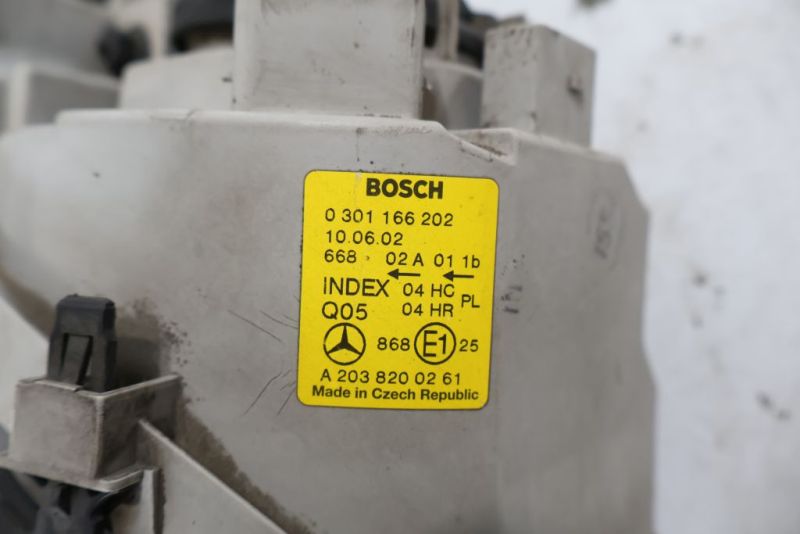 BOSCH
0 301 166 202
10.06.02
668 02 A 01 1b
INDEX 04 HC PL
Q05 04 HR
868 E1 25
A 203 820 02 61
Made in Czech Republic